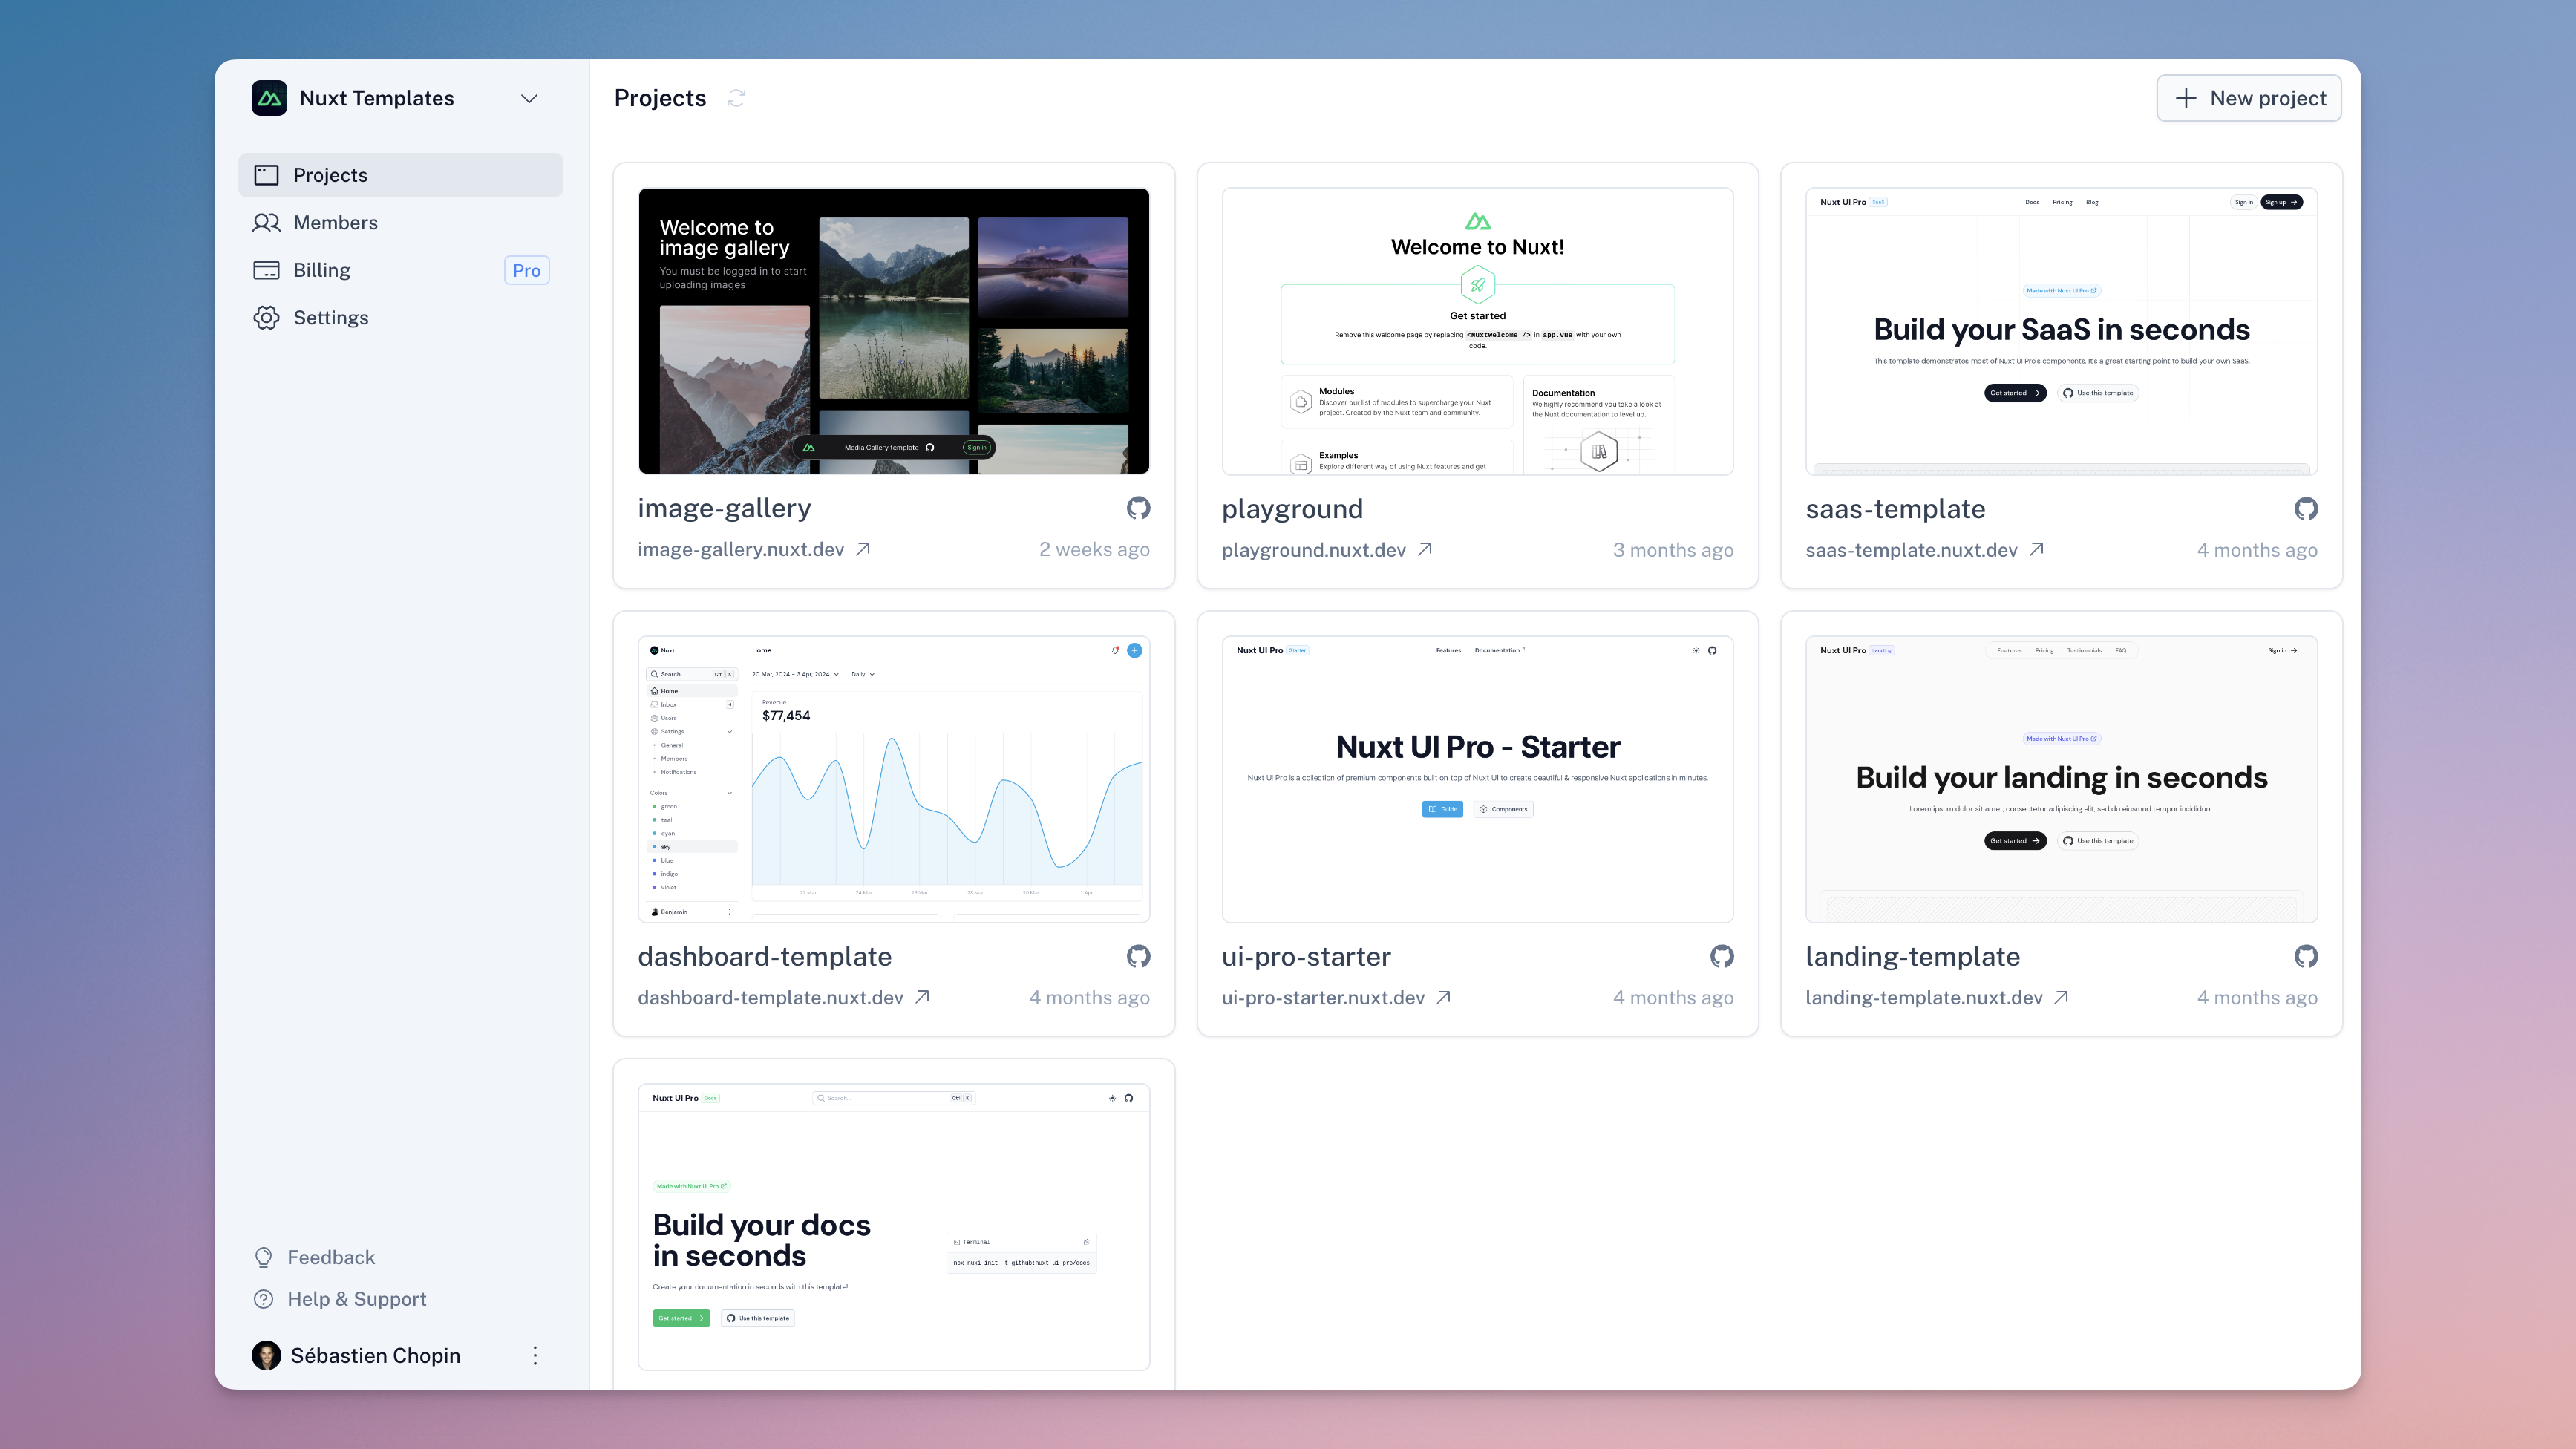 Nuxt Templates
Projects
Members
Billing
Pro
Settings
Feedback
Help & Support
Sébastien Chopin
Projects
New project
Welcome to
image gallery
You must be logged in to start
uploading images
Media Gallery template
Sign in
image-gallery
image-gallery.nuxt.dev
2 weeks ago
Welcome to Nuxt!
Get started
Remove this welcome page by replacing <NuxtWelcome /> in app.vue with your own
code.
Modules
Discover our list of modules to supercharge your Nuxt
project. Created by the Nuxt team and community.
Documentation
We highly recommend you take a look at
the Nuxt documentation to level up.
Examples
Explore different way of using Nuxt features and get
playground
playground.nuxt.dev
3 months ago
Nuxt UI Pro
SaaS
Docs
Pricing
Blog
Sign in
Sign up
Made with Nuxt UI Pro
Build your SaaS in seconds
This template demonstrates most of Nuxt UI Pro's components. It's a great starting point to build your own SaaS.
Get started
Use this template
saas-template
saas-template.nuxt.dev
4 months ago
Nuxt
Search...
Ctrl
K
Home
Inbox
4
Users
Settings
General
Members
Notifications
Colors
green
teal
cyan
sky
blue
indigo
violet
Benjamin
Home
20 Mar, 2024 - 3 Apr, 2024
Daily
Revenue
$77,454
22 Mar
24 Mar
26 Mar
28 Mar
30 Mar
1 Apr
dashboard-template
dashboard-template.nuxt.dev
4 months ago
Nuxt UI Pro
Starter
Features
Documentation
Nuxt UI Pro - Starter
Nuxt UI Pro is a collection of premium components built on top of Nuxt UI to create beautiful & responsive Nuxt applications in minutes.
Guide
Components
ui-pro-starter
ui-pro-starter.nuxt.dev
4 months ago
Nuxt UI Pro
Landing
Features
Pricing
Testimonials
FAQ
Sign in
Made with Nuxt UI Pro
Build your landing in seconds
Lorem ipsum dolor sit amet, consectetur adipiscing elit, sed do eiusmod tempor incididunt.
Get started
Use this template
landing-template
landing-template.nuxt.dev
4 months ago
Nuxt UI Pro
Docs
Search...
Ctrl
K
Made with Nuxt UI Pro
Build your docs
in seconds
Create your documentation in seconds with this template!
Get started
Use this template
Terminal
npx nuxi init -t github:nuxt-ui-pro/docs